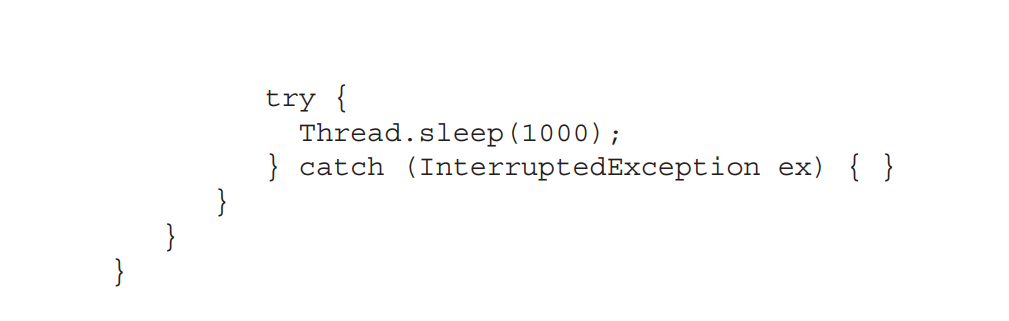 try {
Thread.sleep(1000);
} catch (InterruptedException ex) { }
}
}
}